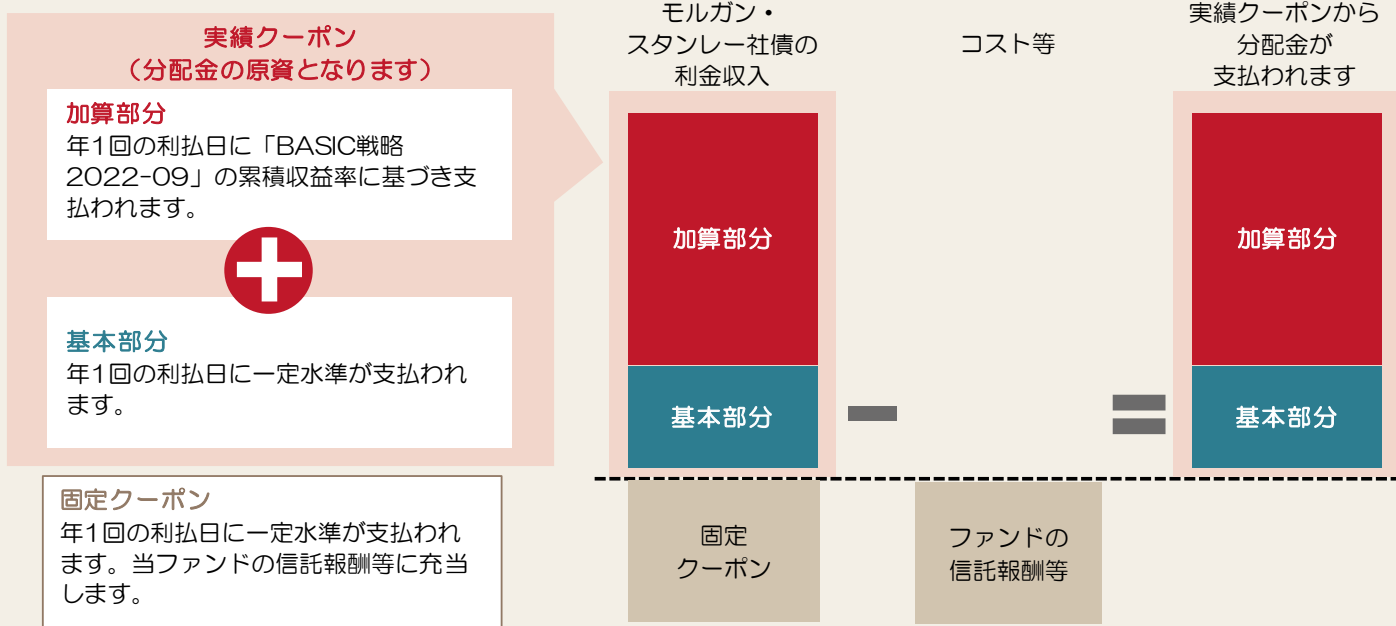 実績クーポン
（分配金の原資となります）
加算部分
年1回の利払日に「BASIC戦略
2022-09」の累積収益率に基づき支
払われます。
基本部分
年1回の利払日に一定水準が支払われ
ます。
固定クーポン
年1回の利払日に一定水準が支払われ
ます。当ファンドの信託報酬等に充当
します。
モルガン・
スタンレー社債の
利金収入
加算部分
基本部分
固定
クーポン
コスト等
ファンドの
信託報酬等
実績クーポンから
分配金が
支払われます
加算部分
基本部分